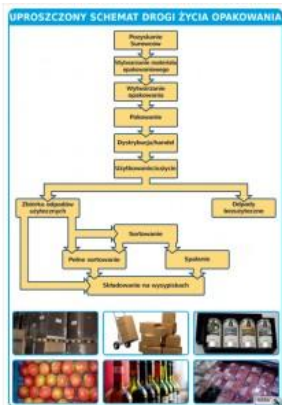 UPROSZCZONY SCHEMAT DROGI ŻYCIA OPAKOWANIA
Pozyskanie
Surowców
Wytwarzanie materiału
opakowaniowego
Wytwarzanie
opakowania
Pakowanie
Dystrybucja/handel
Użytkowanie/zużycie
Zbiórka odpadów
użytecznych
Odpady
bezużyteczne
Sortowanie
Pełne sortowanie
Spalanie
Składowanie na wysypiskach